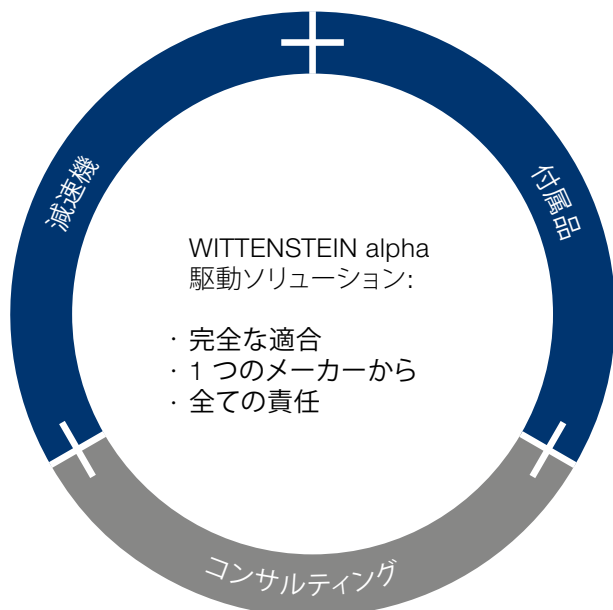 減速機
付属品
WITTENSTEIN alpha
駆動ソリューション:
· 完全な適合
· 1 つのメーカーから
· 全ての責任
コンサルティング